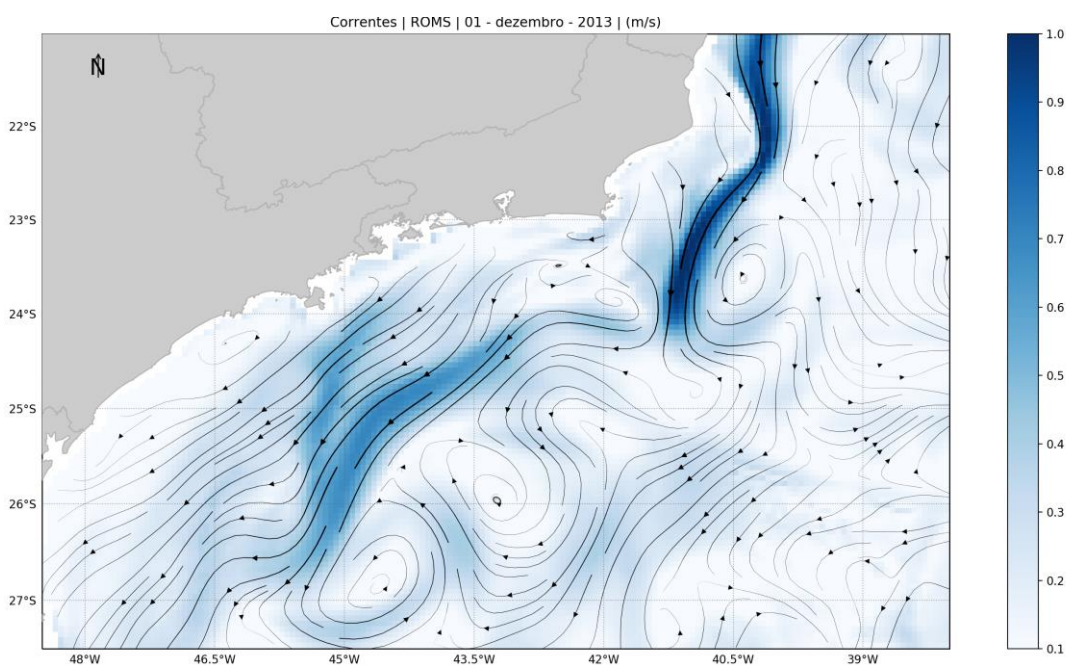 Correntes | ROMS | 01 - dezembro - 2013 | (m/s)
N
22°S
23°S
24°S
25°S
26°S
27°S
48°W
46.5°W
45°W
43.5°W
42°W
40.5°W
39°W
1.0
0.9
0.8
0.7
0.6
0.5
0.4
0.3
0.2
0.1